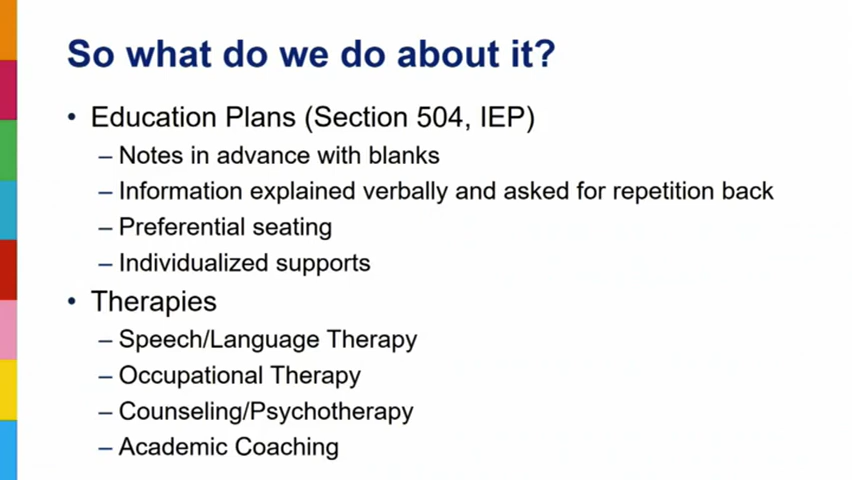 So what do we do about it?
• Education Plans (Section 504, IEP)
– Notes in advance with blanks
– Information explained verbally and asked for repetition back
– Preferential seating
– Individualized supports
• Therapies
– Speech/Language Therapy
– Occupational Therapy
– Counseling/Psychotherapy
– Academic Coaching